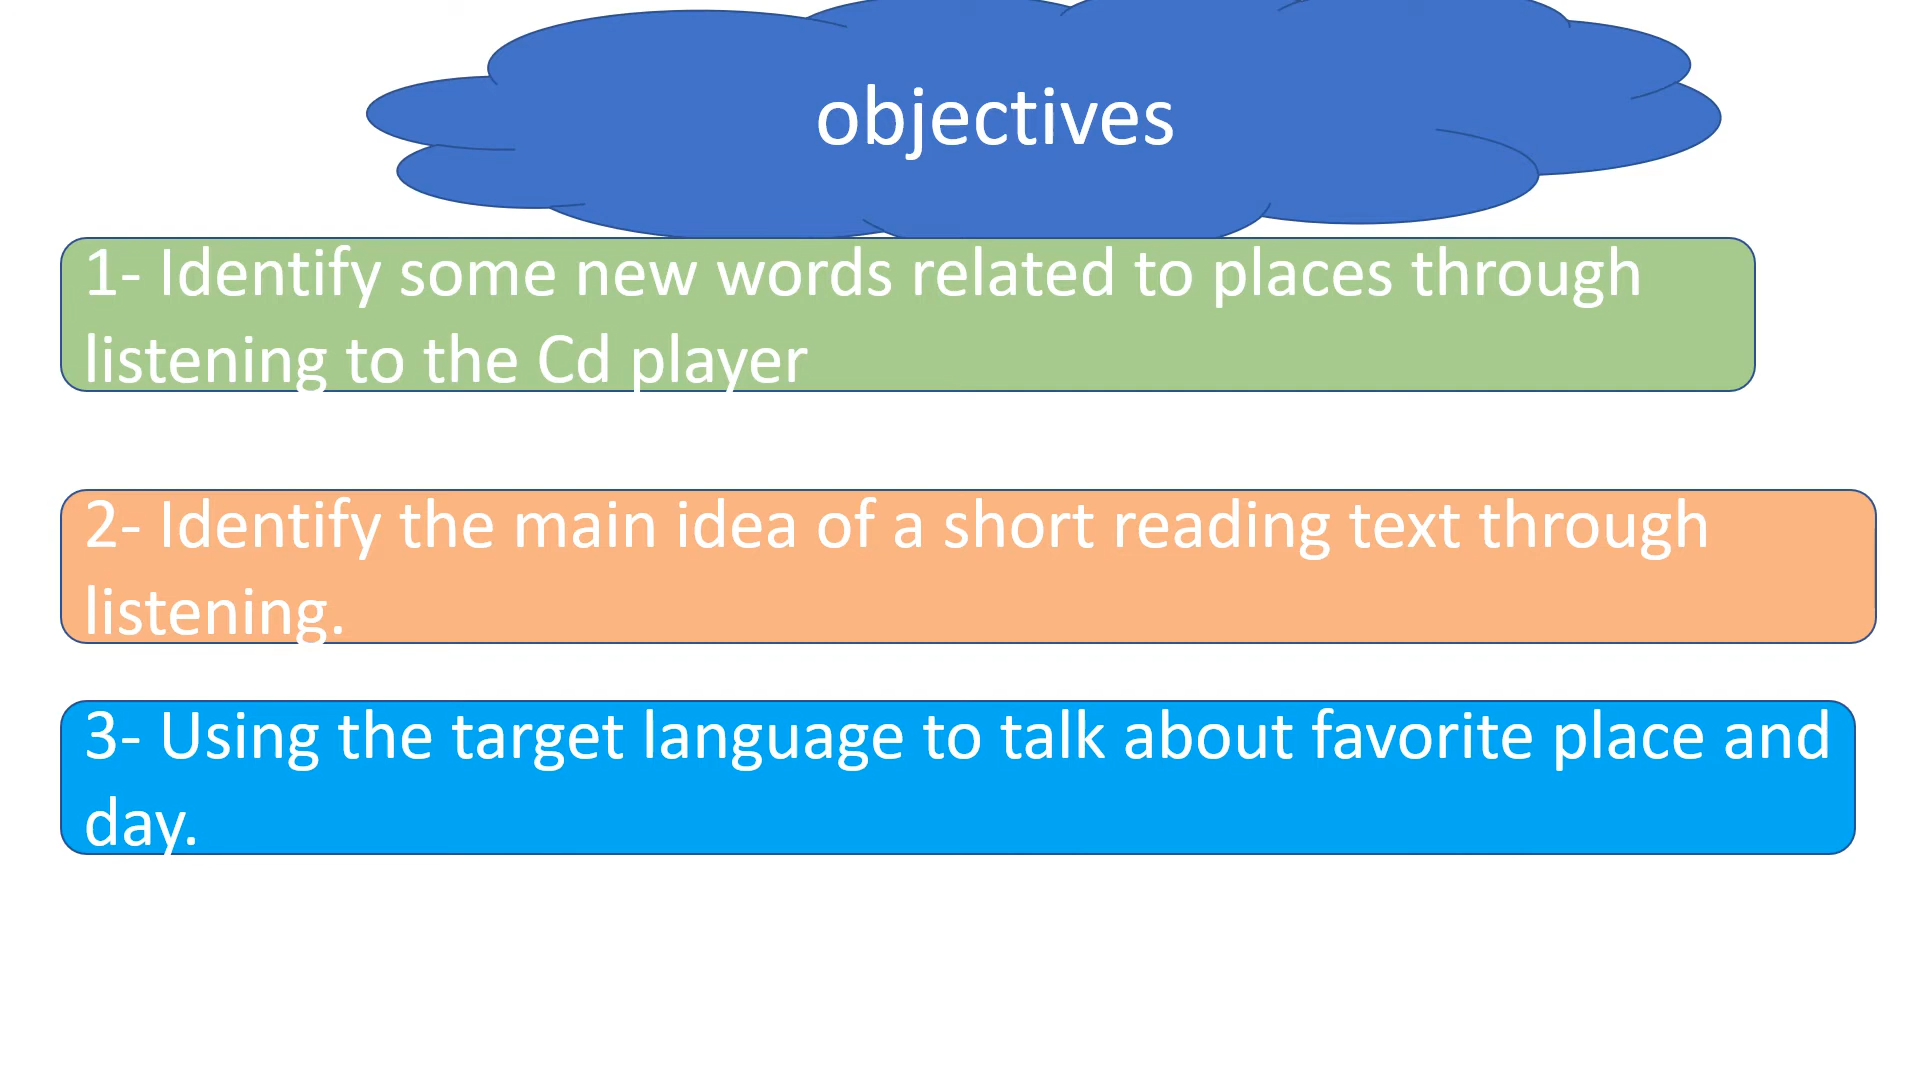 objectives
1- Identify some new words related to places through
listening to the Cd player
2- Identify the main idea of a short reading text through
listening.
3- Using the target language to talk about favorite place and
day.